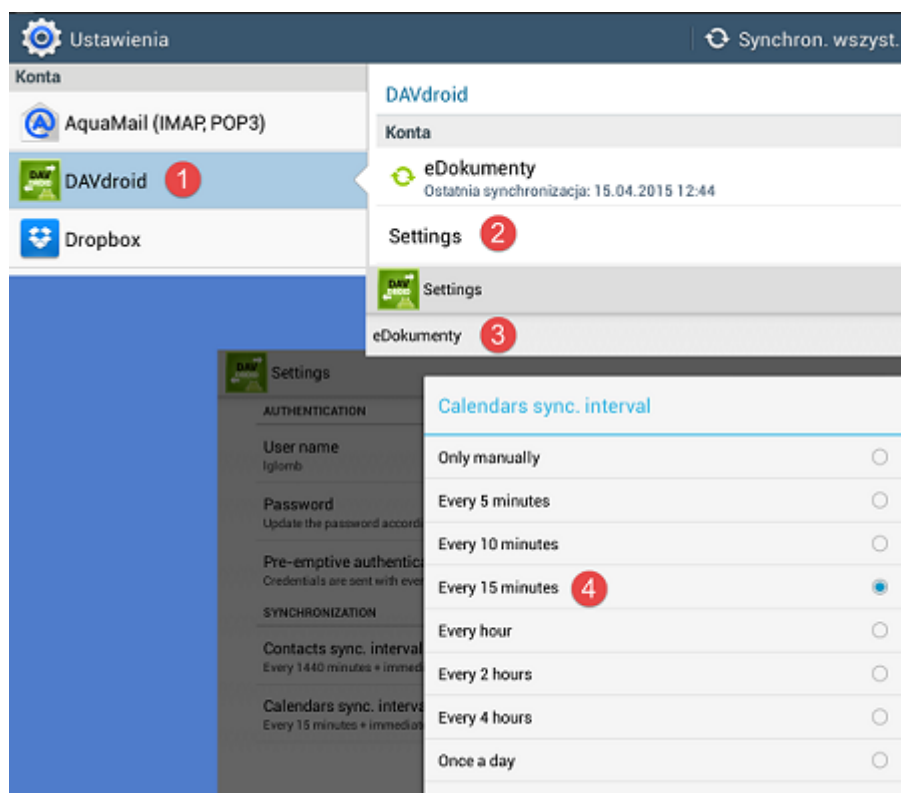 Ustawienia
Synchron. wszyst.
Konta
AquaMail (IMAP, POP3)
DAVdroid 1
Dropbox
DAVdroid
Konta
eDokumenty
Ostatnia synchronizacja: 15.04.2015 12:44
Settings 2
Settings
eDokumenty 3
Settings
AUTHENTICATION
User name
lglomb
Password
Update the password accord
Pre-emptive authentica
Credentials are sent with ever
SYNCHRONIZATION
Contacts sync. interval
Every 1440 minutes + immed
Calendars sync. interva
Every 15 minutes + immediat
Calendars sync. interval
Only manually
Every 5 minutes
Every 10 minutes
Every 15 minutes 4
Every hour
Every 2 hours
Every 4 hours
Once a day